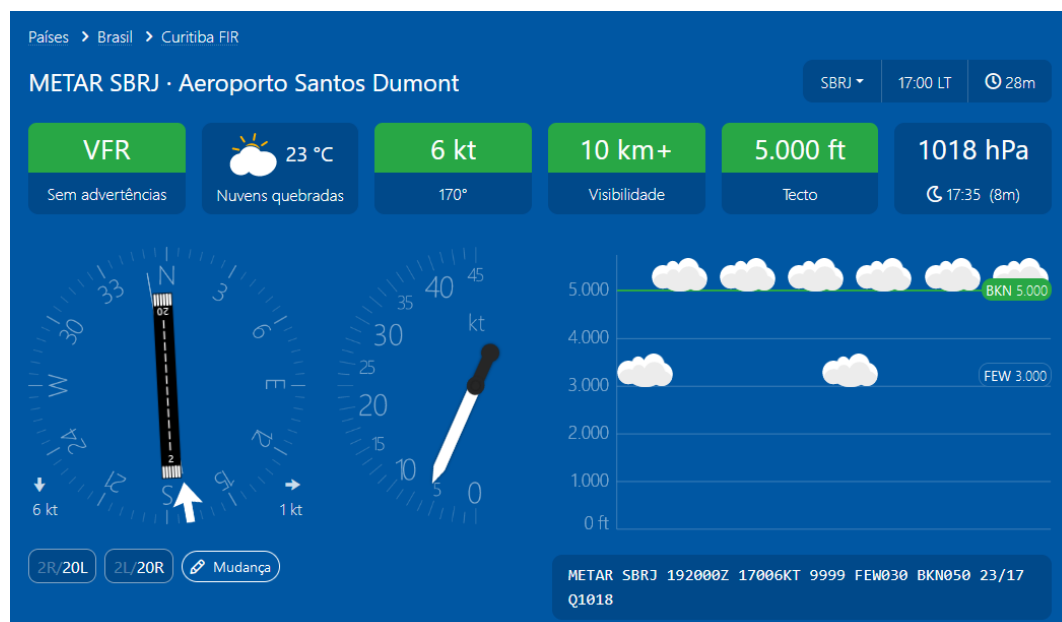 Países > Brasil > Curitiba FIR
METAR SBRJ · Aeroporto Santos Dumont
SBRJ 17:00 LT 28m
VFR
Sem advertências
23 °C
Nuvens quebradas
6 kt
170°
10 km+
Visibilidade
5.000 ft
Tecto
1018 hPa
17:35 (8m)
N
3
6
E
12
15
S
21
24
W
30
33
20
2
6 kt
1 kt
45
40
35
kt
30
25
20
15
10
5
0
5.000
BKN 5.000
4.000
3.000
FEW 3.000
2.000
1.000
0 ft
2R/20L 2L/20R Mudança
METAR SBRJ 192000Z 17006KT 9999 FEW030 BKN050 23/17
Q1018